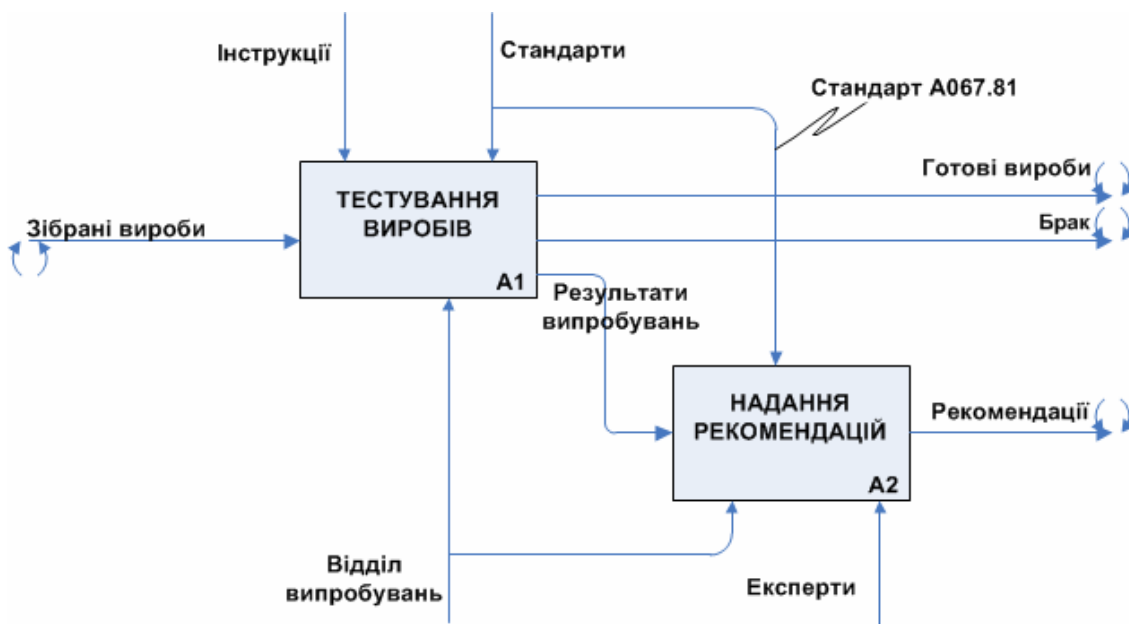 Інструкції
Стандарти
Стандарт А067.81
ТЕСТУВАННЯ
ВИРОБІВ
А1
Готові вироби
Зібрані вироби
Брак
Результати
випробувань
НАДАННЯ
РЕКОМЕНДАЦІЙ
А2
Рекомендації
Відділ
випробувань
Експерти